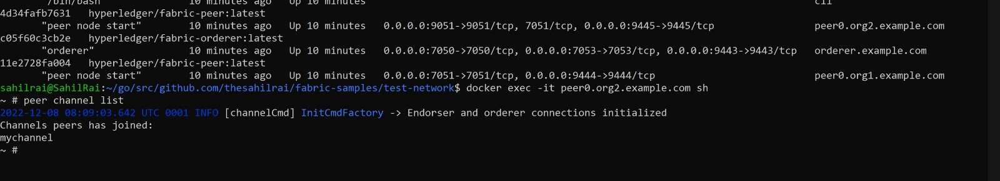 "/bin/bash" 10 minutes ago Up 10 minutes cli
4d34fafb7631 hyperledger/fabric-peer:latest
"peer node start" 10 minutes ago Up 10 minutes 0.0.0.0:9051->9051/tcp, 7051/tcp, 0.0.0.0:9445->9445/tcp peer0.org2.example.com
c05f60c3cb2e hyperledger/fabric-orderer:latest
"orderer" 10 minutes ago Up 10 minutes 0.0.0.0:7050->7050/tcp, 0.0.0.0:7053->7053/tcp, 0.0.0.0:9443->9443/tcp orderer.example.com
11e2728fa004 hyperledger/fabric-peer:latest
"peer node start" 10 minutes ago Up 10 minutes 0.0.0.0:7051->7051/tcp, 0.0.0.0:9444->9444/tcp peer0.org1.example.com
sahilrai@SahilRai:~/go/src/github.com/thesahilrai/fabric-samples/test-network$ docker exec -it peer0.org2.example.com sh
~ # peer channel list
2022-12-08 08:09:03.642 UTC 0001 INFO [channelCmd] InitCmdFactory -> Endorser and orderer connections initialized
Channels peers has joined:
mychannel
~ #